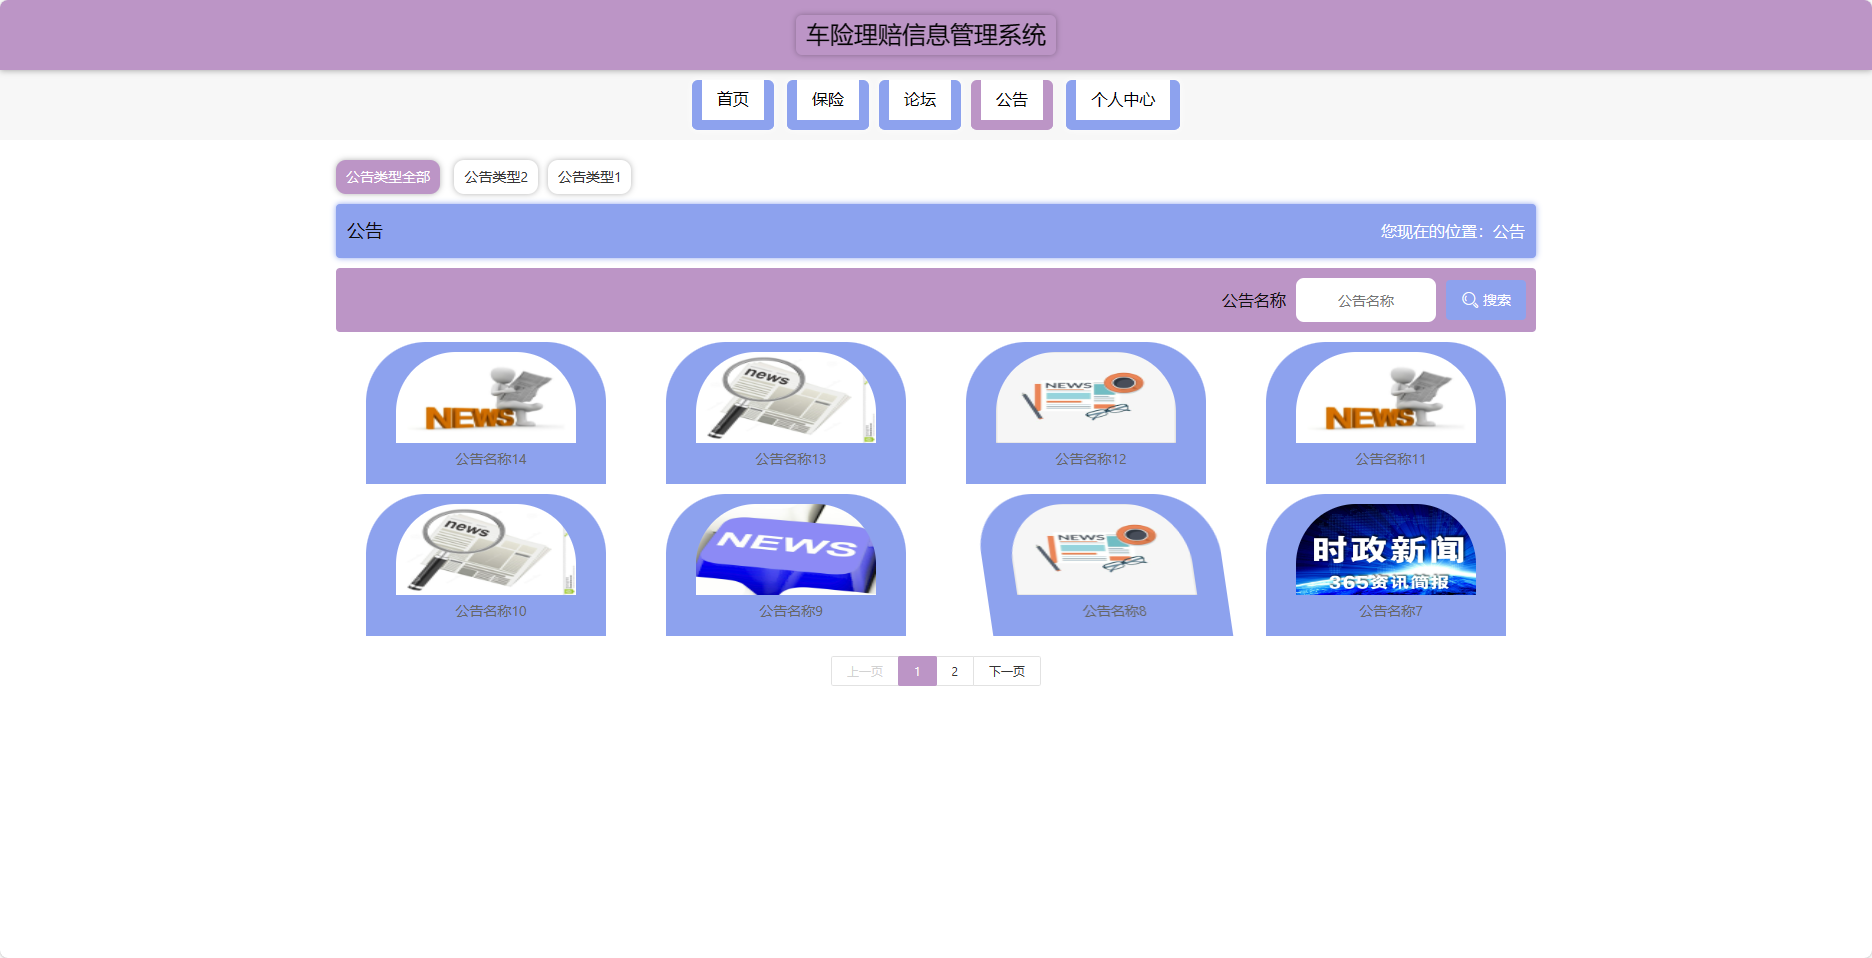 车险理赔信息管理系统
首页 保险 论坛 公告 个人中心
公告类型全部 公告类型2 公告类型1
公告 您现在的位置：公告
公告名称 公告名称 搜索
NEWS
news
NEWS
NEWS
公告名称14 公告名称13 公告名称12 公告名称11
news
NEWS
NEWS
时政新闻
365资讯简报
公告名称10 公告名称9 公告名称8 公告名称7
上一页 1 2 下一页